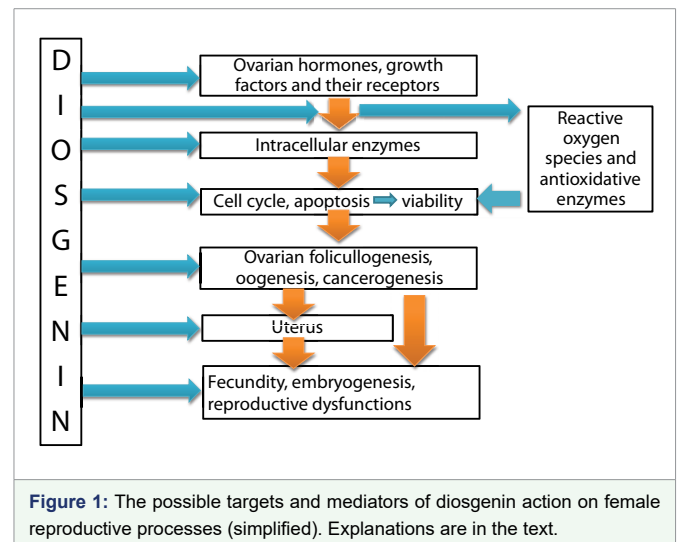 D
I
O
S
G
E
N
I
N
Ovarian hormones, growth
factors and their receptors
Intracellular enzymes
Reactive
oxygen
species and
antioxidative
enzymes
Cell cycle, apoptosis viability
Ovarian folicullogenesis,
oogenesis, cancerogenesis
Uterus
Fecundity, embryogenesis,
reproductive dysfunctions
Figure 1: The possible targets and mediators of diosgenin action on female
reproductive processes (simplified). Explanations are in the text.